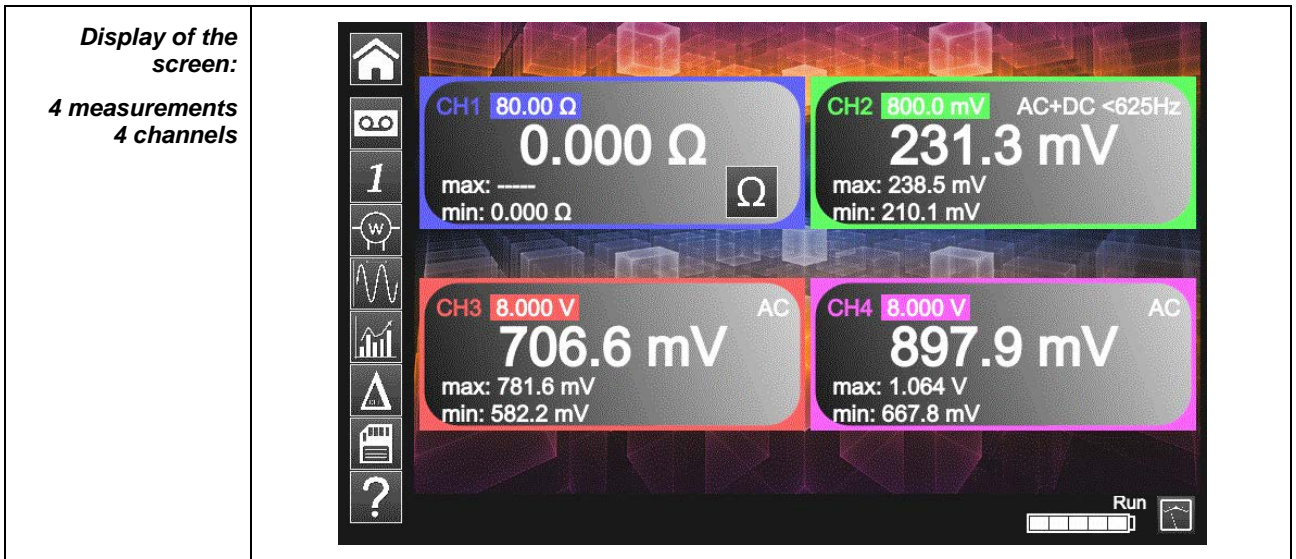 Display of the
screen:
4 measurements
4 channels
CH1 80.00 Ω
0.000 Ω
max: -----
min: 0.000 Ω
Ω
CH2 800.0 mV AC+DC <625Hz
231.3 mV
max: 238.5 mV
min: 210.1 mV
1
W
CH3 8.000 V AC
706.6 mV
max: 781.6 mV
min: 582.2 mV
CH4 8.000 V AC
897.9 mV
max: 1.064 V
min: 667.8 mV
?
Run